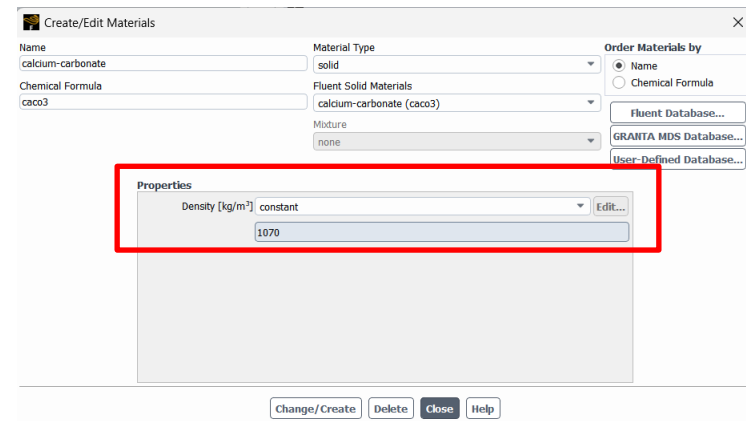 Create/Edit Materials
Name
calcium-carbonate
Chemical Formula
caco3
Material Type
solid
Fluent Solid Materials
calcium-carbonate (caco3)
Mixture
none
Order Materials by
Name
Chemical Formula
Fluent Database...
GRANTA MDS Database...
User-Defined Database...
Properties
Density [kg/m³] constant Edit...
1070
Change/Create Delete Close Help